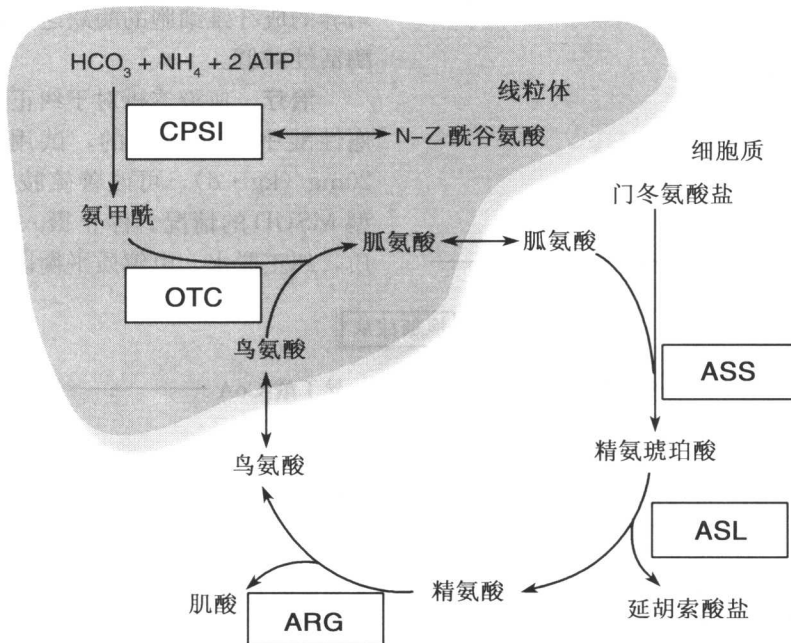 HCO₃ + NH₄ + 2 ATP
线粒体
CPSI
N-乙酰谷氨酸
细胞质
门冬氨酸盐
氨甲酰
胍氨酸
胍氨酸
OTC
鸟氨酸
ASS
鸟氨酸
精氨琥珀酸
ASL
精氨酸
肌酸
ARG
延胡索酸盐